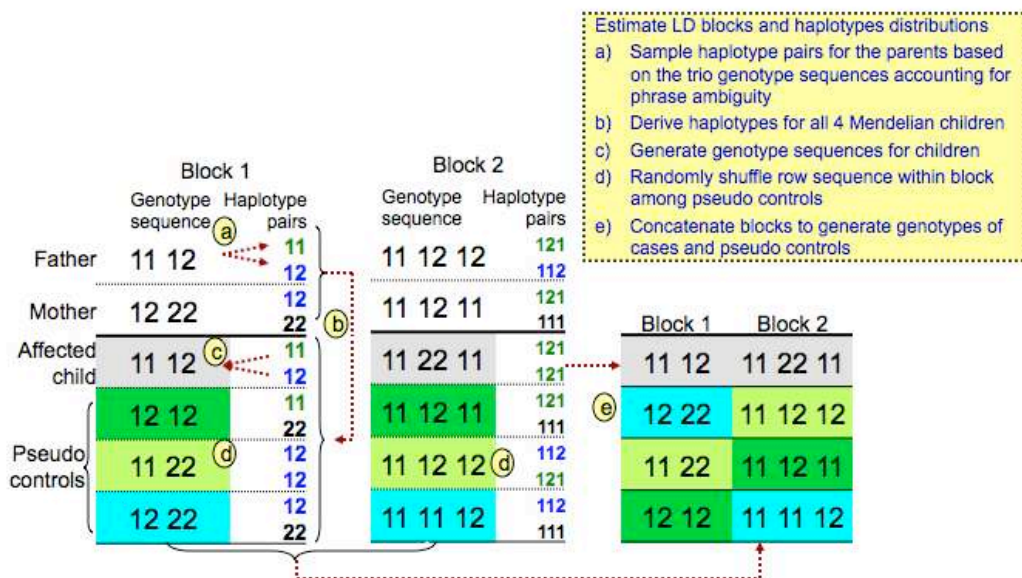 Estimate LD blocks and haplotypes distributions
a) Sample haplotype pairs for the parents based
on the trio genotype sequences accounting for
phrase ambiguity
b) Derive haplotypes for all 4 Mendelian children
c) Generate genotype sequences for children
d) Randomly shuffle row sequence within block
among pseudo controls
e) Concatenate blocks to generate genotypes of
cases and pseudo controls
Block 1
Genotype Haplotype
sequence pairs
a
Father 11 12 11
12
Mother 12 22 12
22
b
Affected
child 11 12 c 11
12
Pseudo
controls
12 12 11
22
11 22 d 12
12
12 22 12
22
Block 2
Genotype Haplotype
sequence pairs
11 12 12 121
112
11 12 11 121
111
11 22 11 121
121
11 12 11 121
111
11 12 12 d 112
121
11 11 12 112
111
Block 1 Block 2
11 12 11 22 11
e 12 22 11 12 12
11 22 11 12 11
12 12 11 11 12